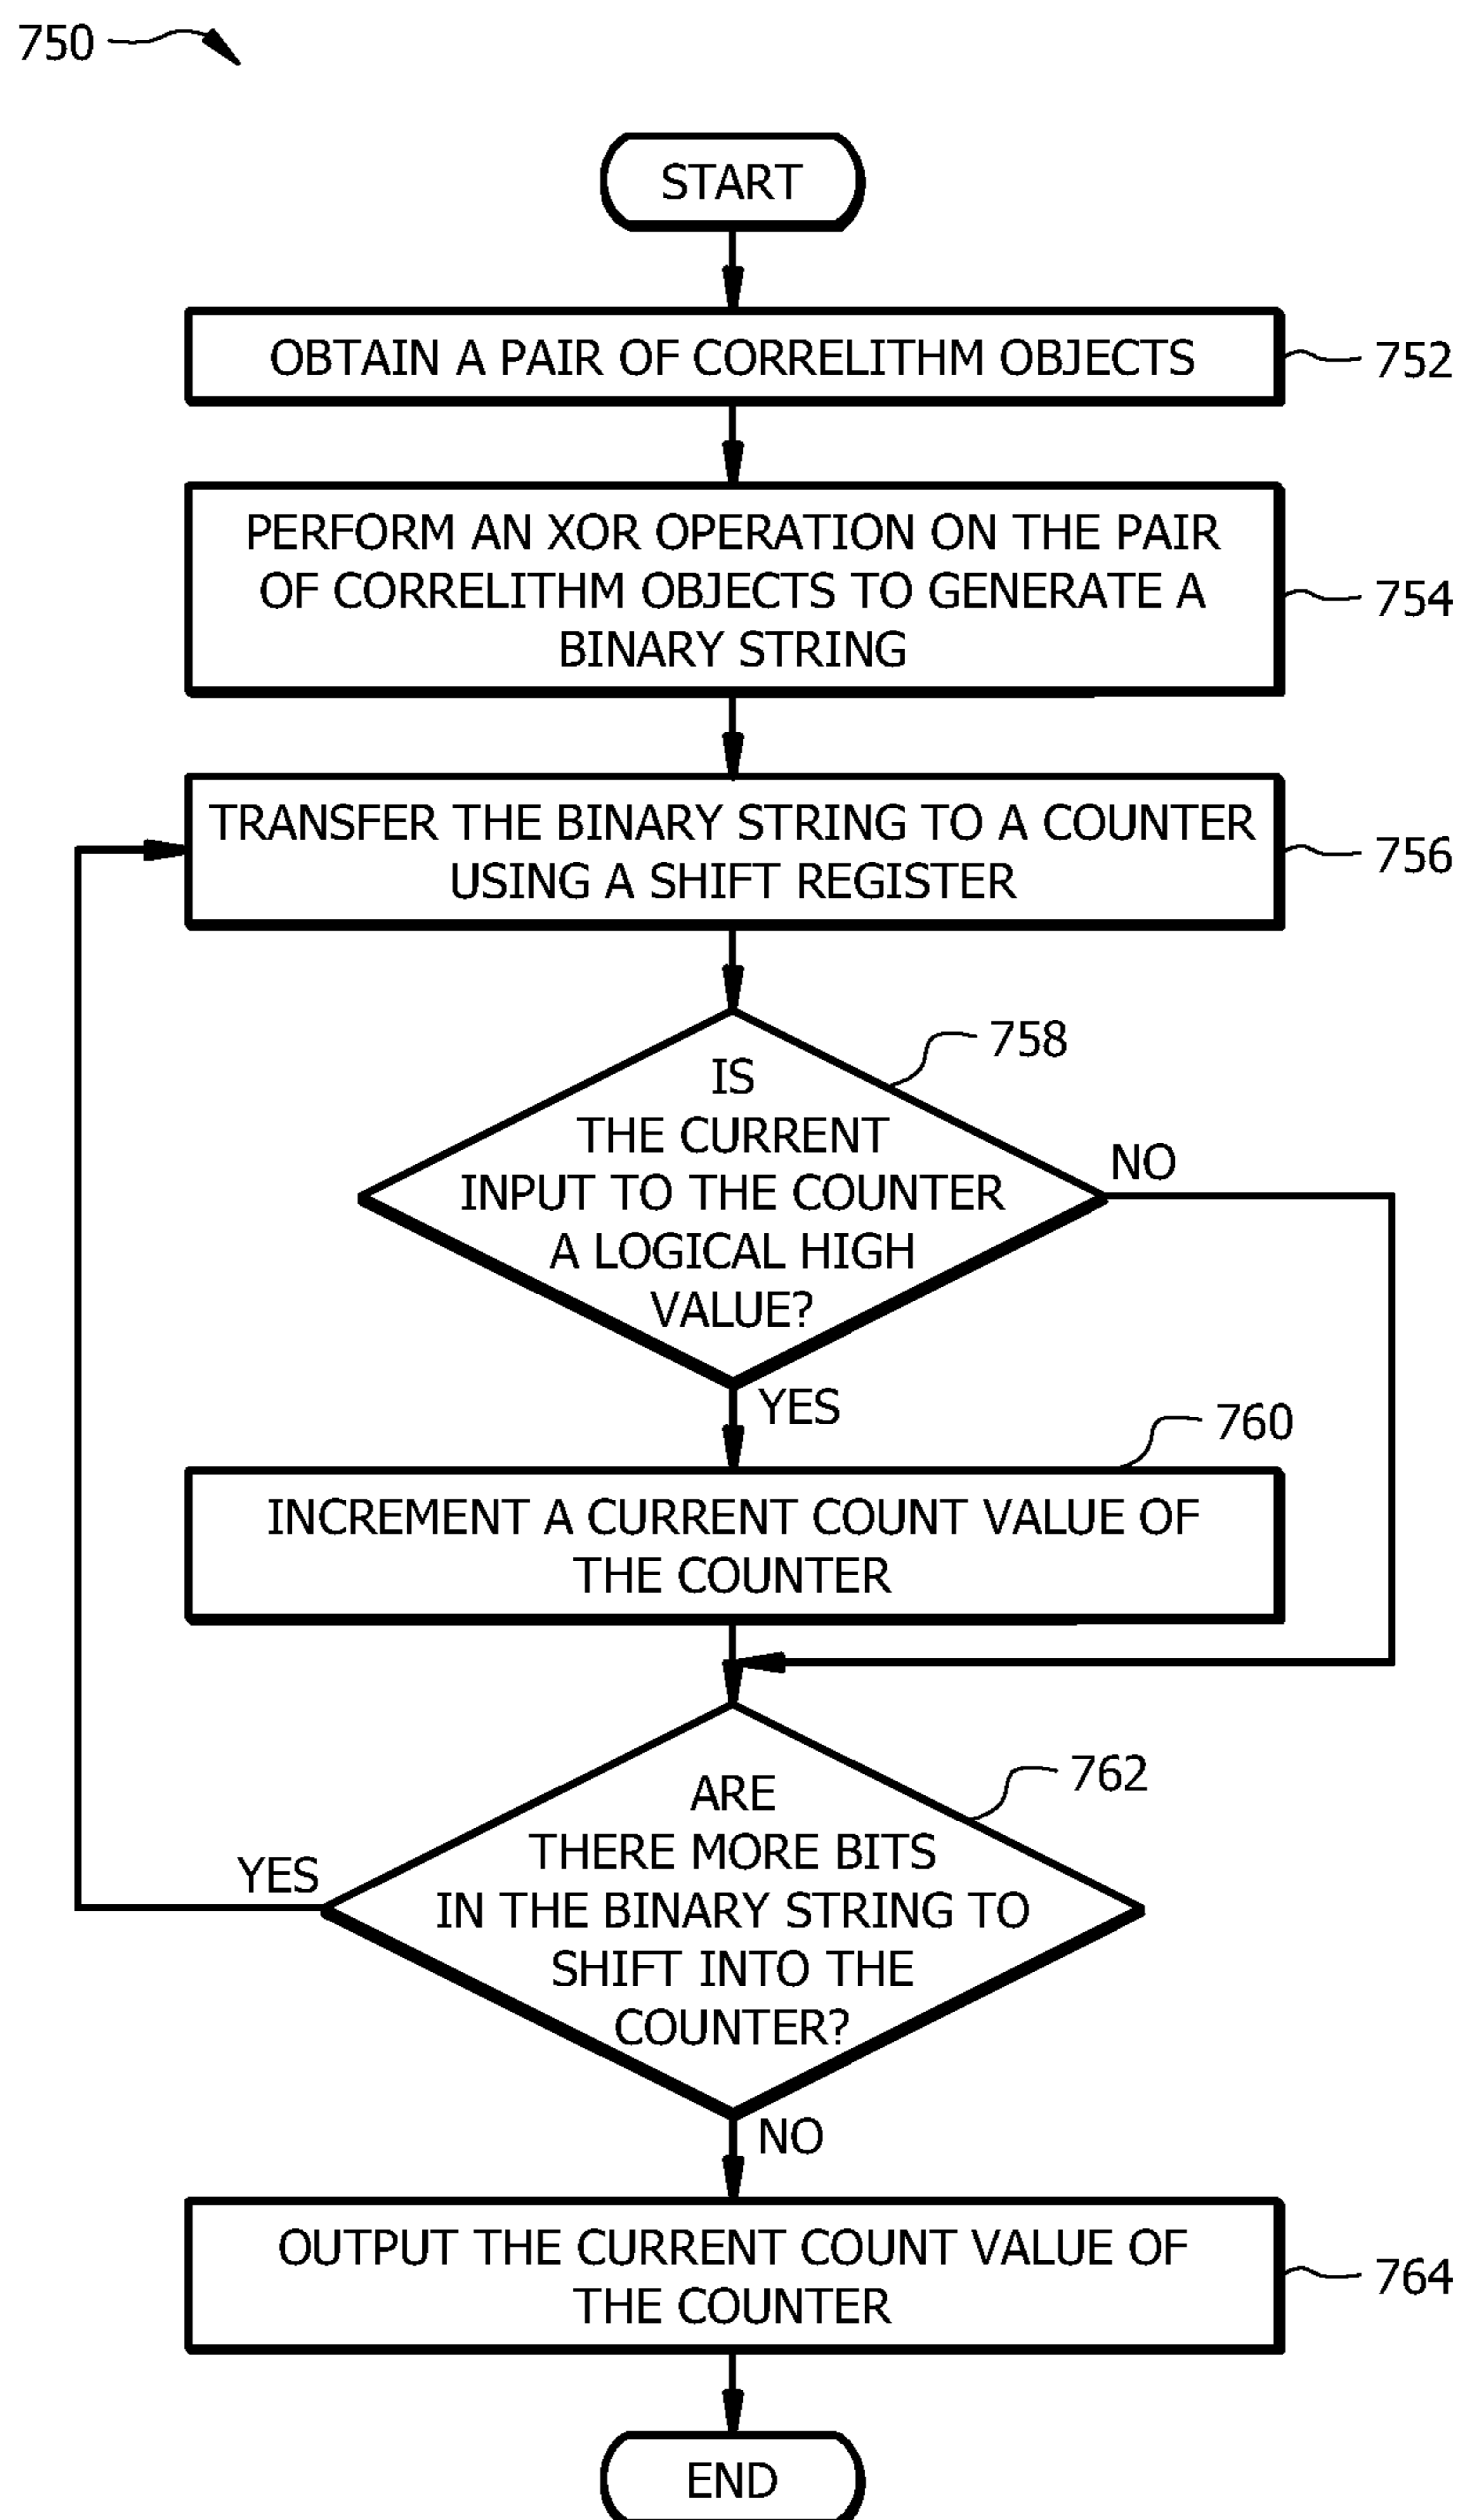 750
START
OBTAIN A PAIR OF CORRELITHM OBJECTS
752
PERFORM AN XOR OPERATION ON THE PAIR
OF CORRELITHM OBJECTS TO GENERATE A
BINARY STRING
754
TRANSFER THE BINARY STRING TO A COUNTER
USING A SHIFT REGISTER
756
758
IS
THE CURRENT
INPUT TO THE COUNTER
A LOGICAL HIGH
VALUE?
NO
YES
760
INCREMENT A CURRENT COUNT VALUE OF
THE COUNTER
762
ARE
THERE MORE BITS
IN THE BINARY STRING TO
SHIFT INTO THE
COUNTER?
YES
NO
OUTPUT THE CURRENT COUNT VALUE OF
THE COUNTER
764
END